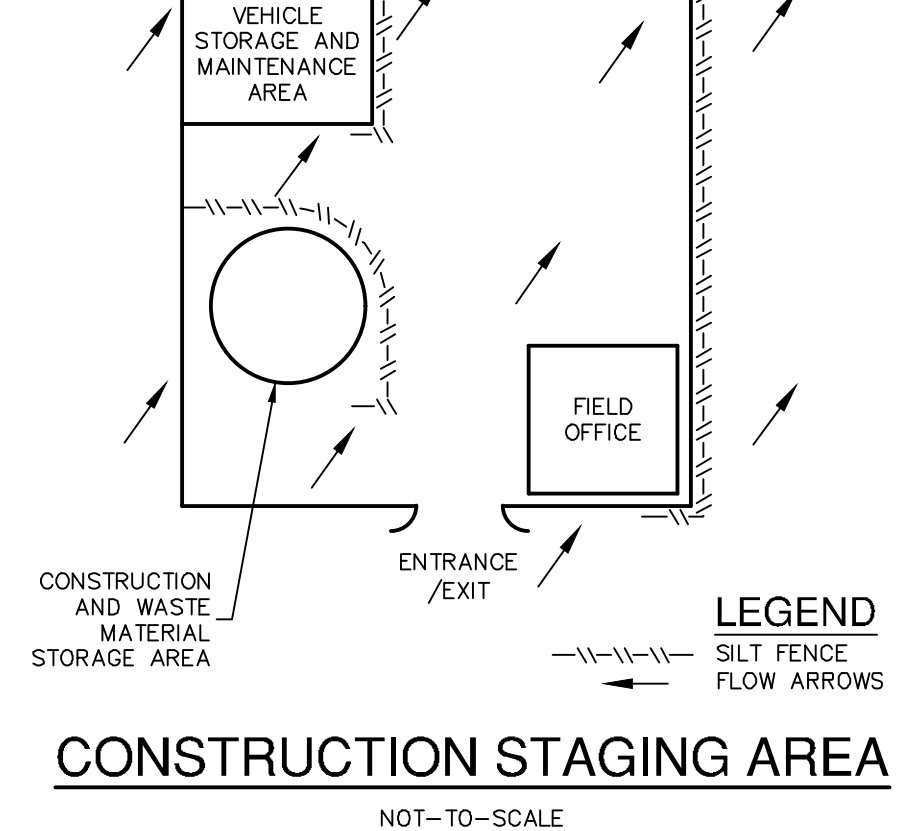 VEHICLE
STORAGE AND
MAINTENANCE
AREA
FIELD
OFFICE
ENTRANCE
/EXIT
CONSTRUCTION
AND WASTE
MATERIAL
STORAGE AREA
LEGEND
SILT FENCE
FLOW ARROWS
CONSTRUCTION STAGING AREA
NOT-TO-SCALE